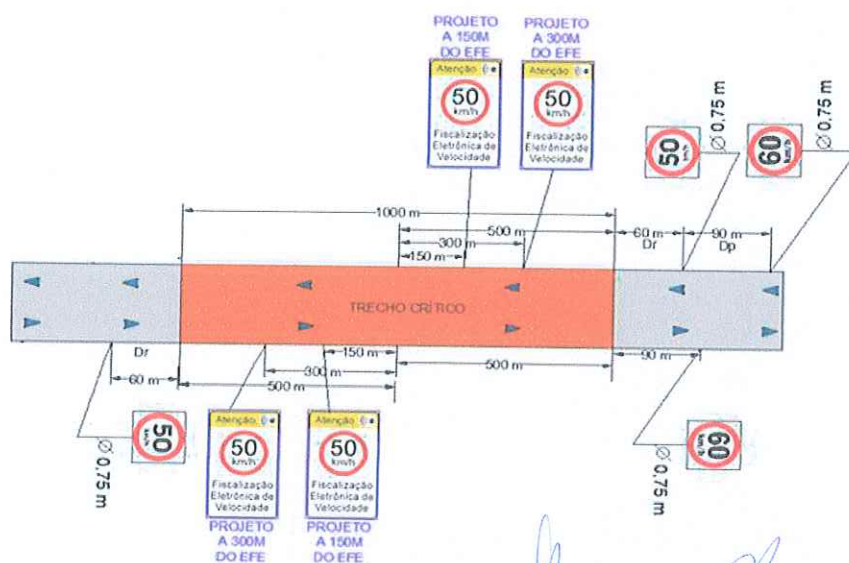 PROJETO
A 150M
DO EFE
PROJETO
A 300M
DO EFE
Atenção
50
km/h
Fiscalização
Eletrônica de
Velocidade
Atenção
50
km/h
Fiscalização
Eletrônica de
Velocidade
50
km/h
Ø 0.75 m
60
km/h
Ø 0.75 m
1000 m
500 m
60 m
90 m
300 m
Dr
Dp
150 m
TRECHO CRÍTICO
Dr
150 m
60 m
300 m
500 m
500 m
90 m
50
km/h
Ø 0.75 m
Atenção
50
km/h
Fiscalização
Eletrônica de
Velocidade
Atenção
50
km/h
Fiscalização
Eletrônica de
Velocidade
60
km/h
Ø 0.75 m
PROJETO
A 300M
DO EFE
PROJETO
A 150M
DO EFE